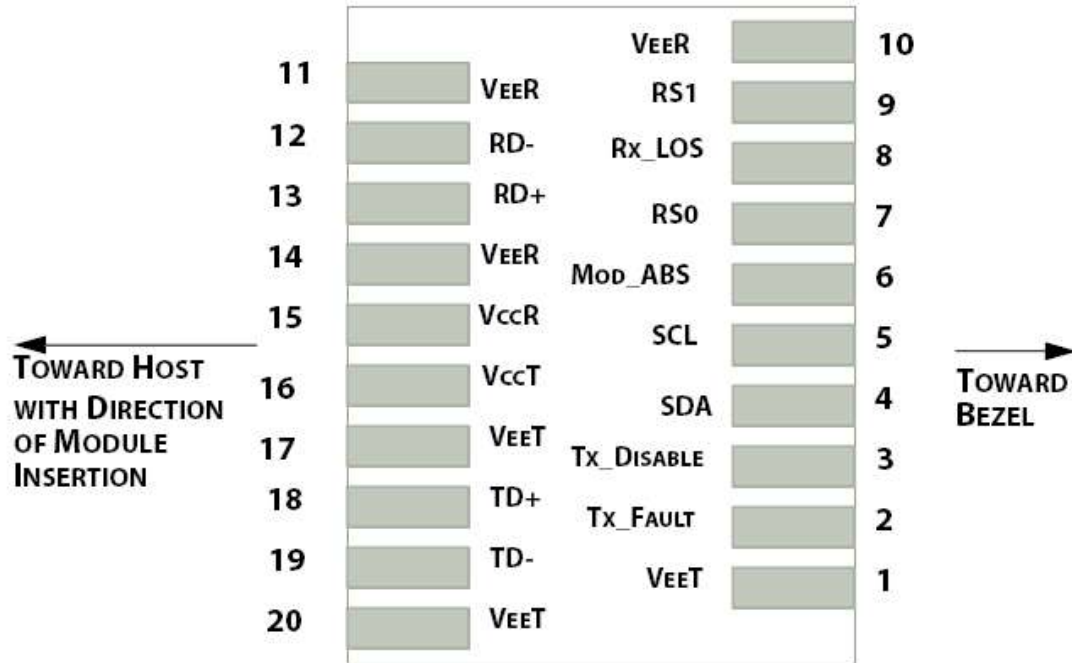 VEER 10
11 VEER
RS1 9
12 RD-
Rx_LOS 8
13 RD+
RS0 7
14 VEER
MOD_ABS 6
15 VCCR
SCL 5
TOWARD HOST
WITH DIRECTION
OF MODULE
INSERTION
TOWARD
BEZEL
16 VCCT
SDA 4
17 VEET
TX_DISABLE 3
18 TD+
TX_FAULT 2
19 TD-
VEET 1
20 VEET